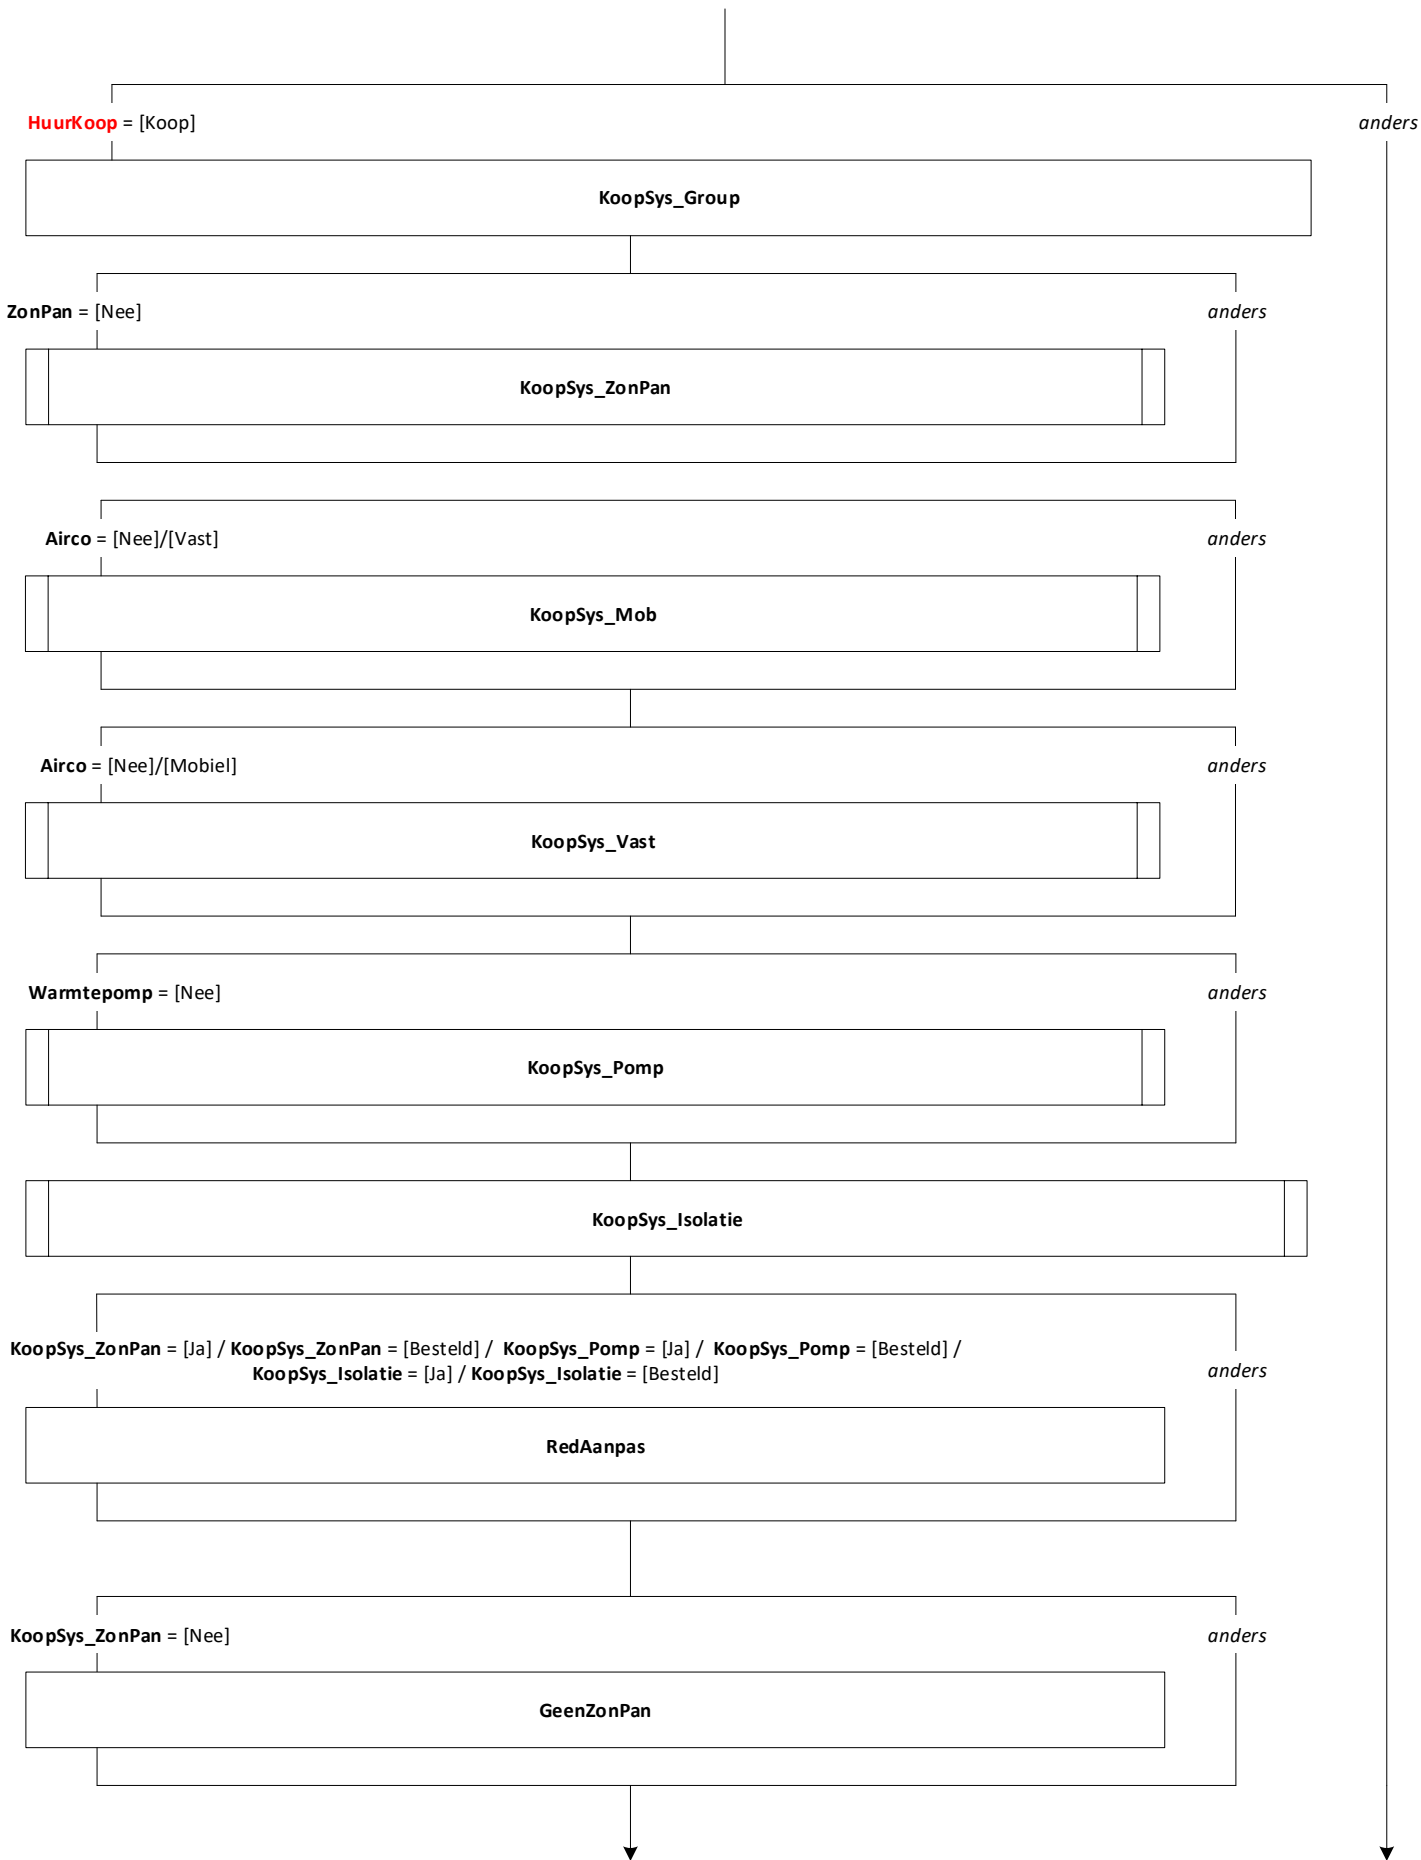 HuurKoop = [Koop]
anders
KoopSys_Group
ZonPan = [Nee]
anders
KoopSys_ZonPan
Airco = [Nee]/[Vast]
anders
KoopSys_Mob
Airco = [Nee]/[Mobiel]
anders
KoopSys_Vast
Warmtepomp = [Nee]
anders
KoopSys_Pomp
KoopSys_Isolatie
KoopSys_ZonPan = [Ja] / KoopSys_ZonPan = [Besteld] / KoopSys_Pomp = [Ja] / KoopSys_Pomp = [Besteld] /
KoopSys_Isolatie = [Ja] / KoopSys_Isolatie = [Besteld]
anders
RedAanpas
KoopSys_ZonPan = [Nee]
anders
GeenZonPan